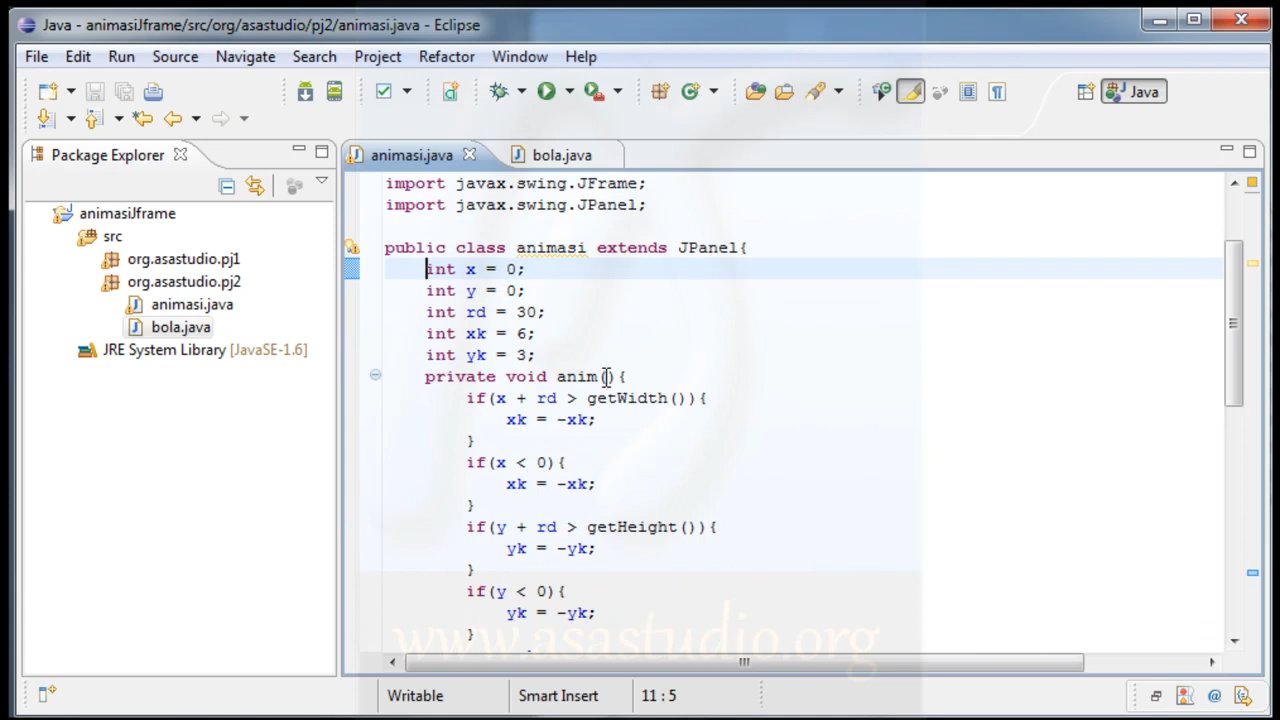 Java - animasiJframe/src/org/asastudio/pj2/animasi.java - Eclipse
File Edit Run Source Navigate Search Project Refactor Window Help
Java
Package Explorer
animasi.java
bola.java
animasiJframe
src
org.asastudio.pj1
org.asastudio.pj2
animasi.java
bola.java
JRE System Library [JavaSE-1.6]
import javax.swing.JFrame;
import javax.swing.JPanel;
public class animasi extends JPanel{
int x = 0;
int y = 0;
int rd = 30;
int xk = 6;
int yk = 3;
private void anim(){
if(x + rd > getWidth()){
xk = -xk;
}
if(x < 0){
xk = -xk;
}
if(y + rd > getHeight()){
yk = -yk;
}
if(y < 0){
yk = -yk;
}
www.asastudio.org
Writable
Smart Insert
11 : 5